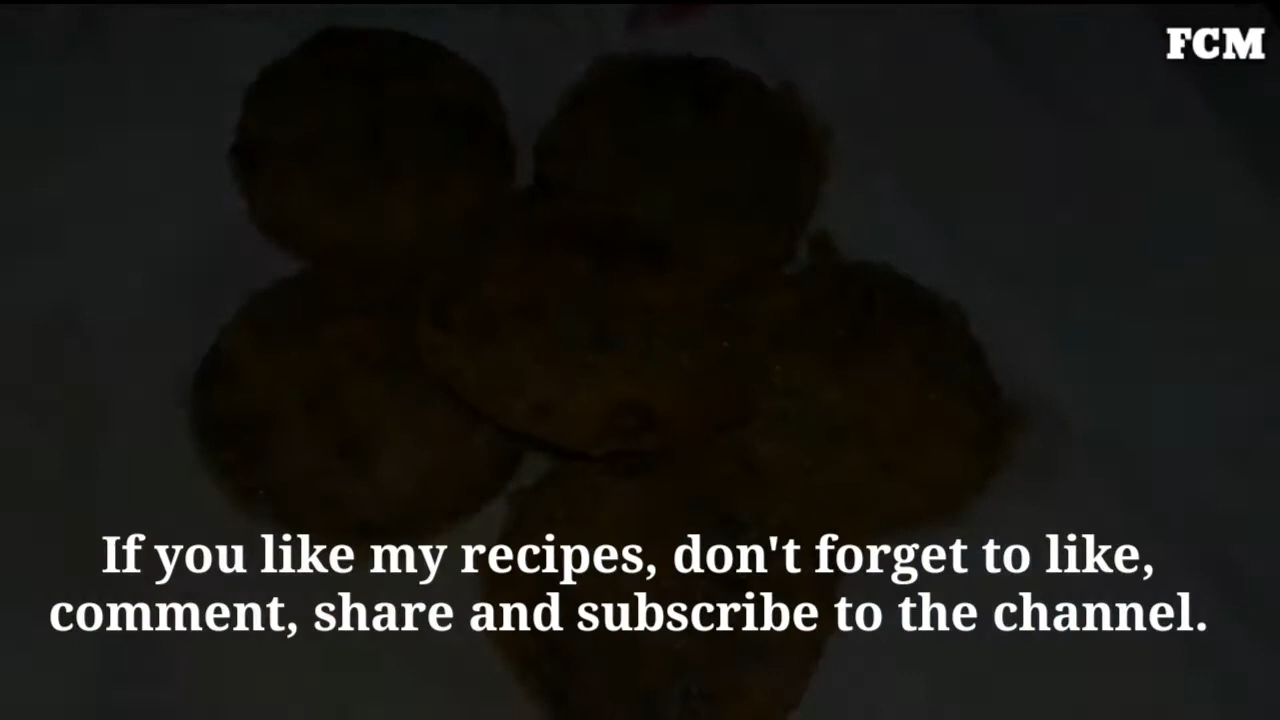 FCM
If you like my recipes, don't forget to like,
comment, share and subscribe to the channel.